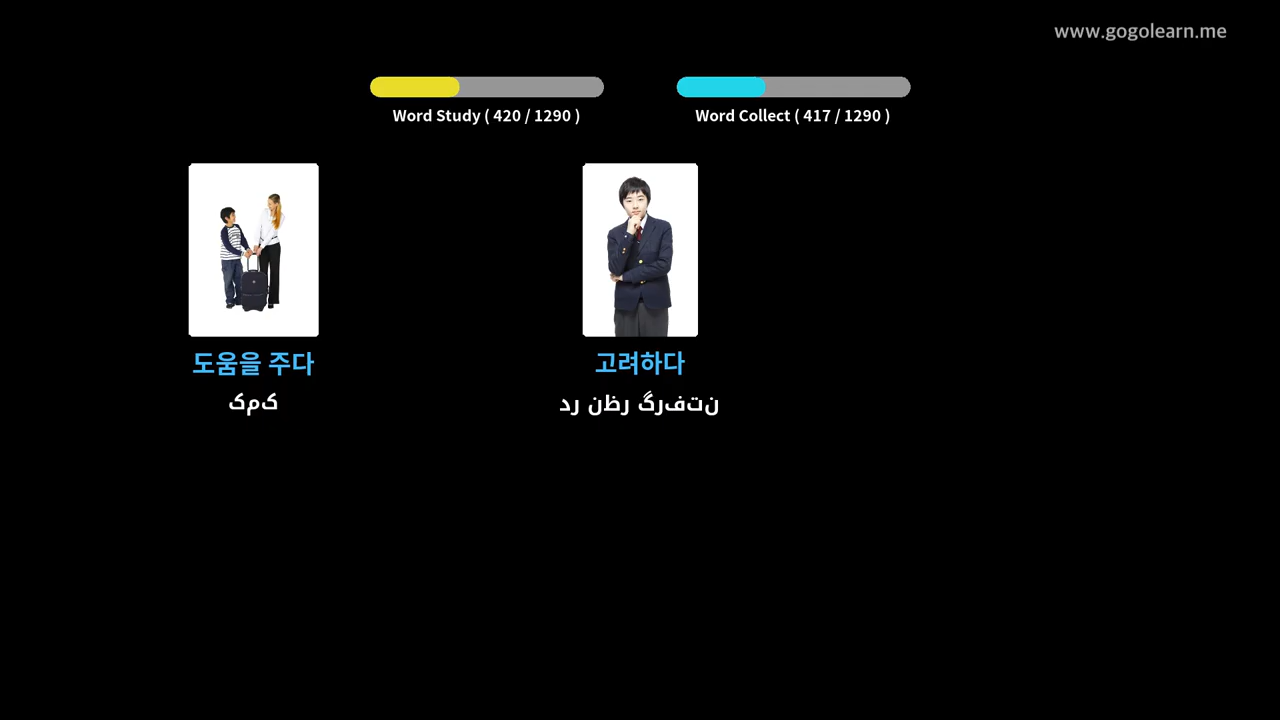 www.gogolearn.me
Word Study ( 420 / 1290 )
Word Collect ( 417 / 1290 )
도움을 주다
고려하다
کمک
در نظر گرفتن